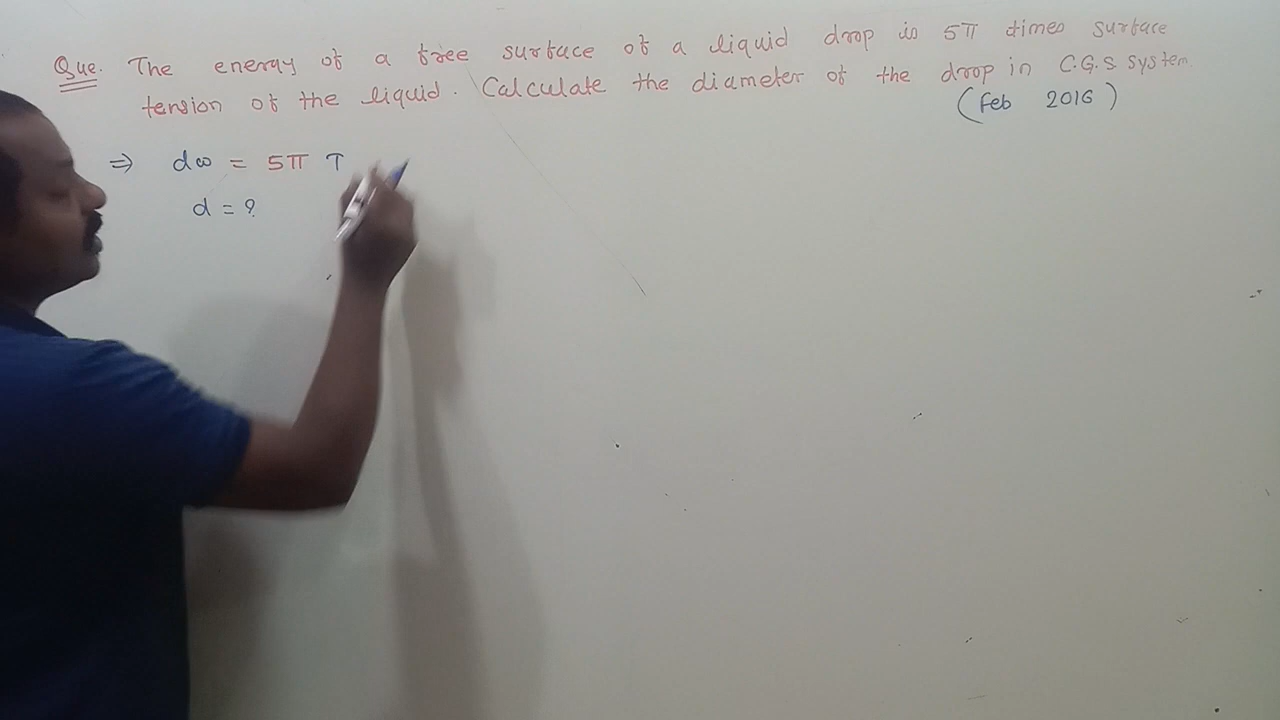 Que. The energy of a free surface of a liquid drop is 5π times surface
tension of the liquid. Calculate the diameter of the drop in C.G.S system.
(Feb 2016)
⇒ dω = 5π T
d = ?